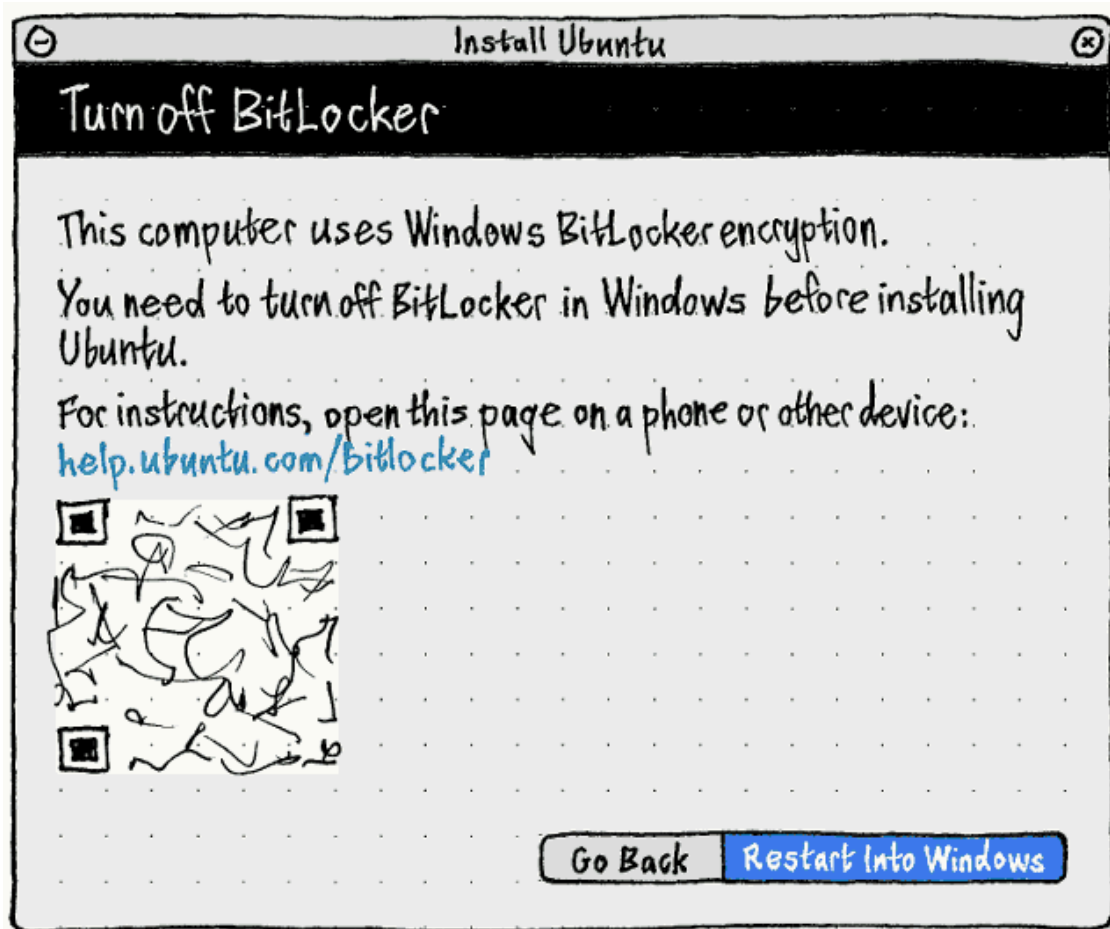 Install Ubuntu
Turn off BitLocker
This computer uses Windows BitLocker encryption.
You need to turn off BitLocker in Windows before installing
Ubuntu.
For instructions, open this page on a phone or other device:
help.ubuntu.com/bitlocker
Go Back
Restart Into Windows